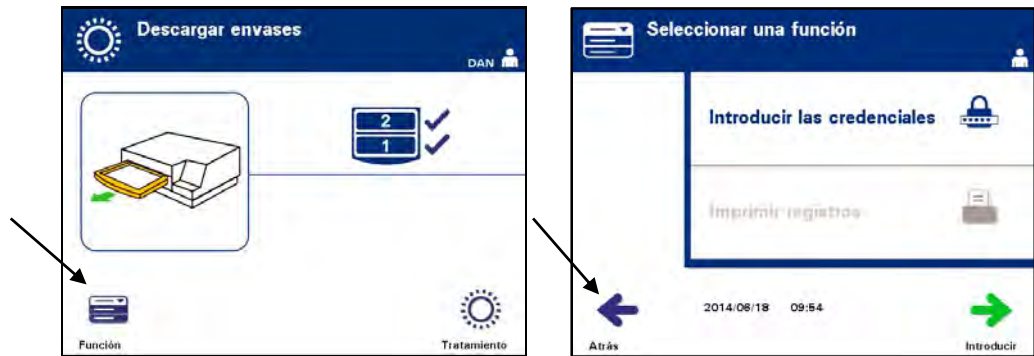 Descargar envases
DAN
2
1
Función
Tratamiento
Seleccionar una función
Introducir las credenciales
Imprimir registros
2014/06/18 09:54
Atrás
Introducir